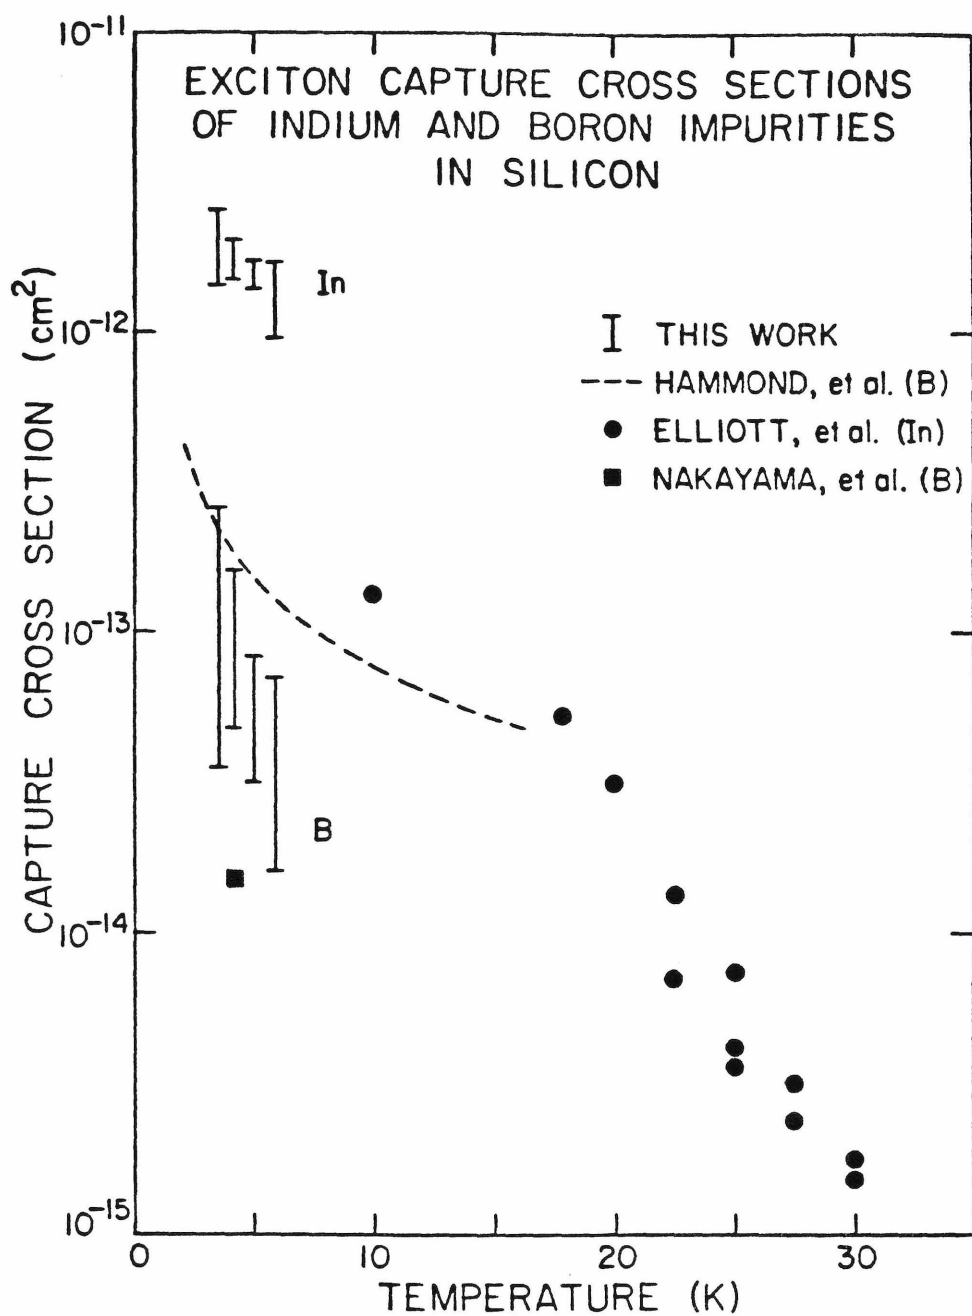 EXCITON CAPTURE CROSS SECTIONS
OF INDIUM AND BORON IMPURITIES
IN SILICON
In
THIS WORK
HAMMOND, et al. (B)
ELLIOTT, et al. (In)
NAKAYAMA, et al. (B)
B
CAPTURE CROSS SECTION (cm²)
10⁻¹¹
10⁻¹²
10⁻¹³
10⁻¹⁴
10⁻¹⁵
0 10 20 30
TEMPERATURE (K)